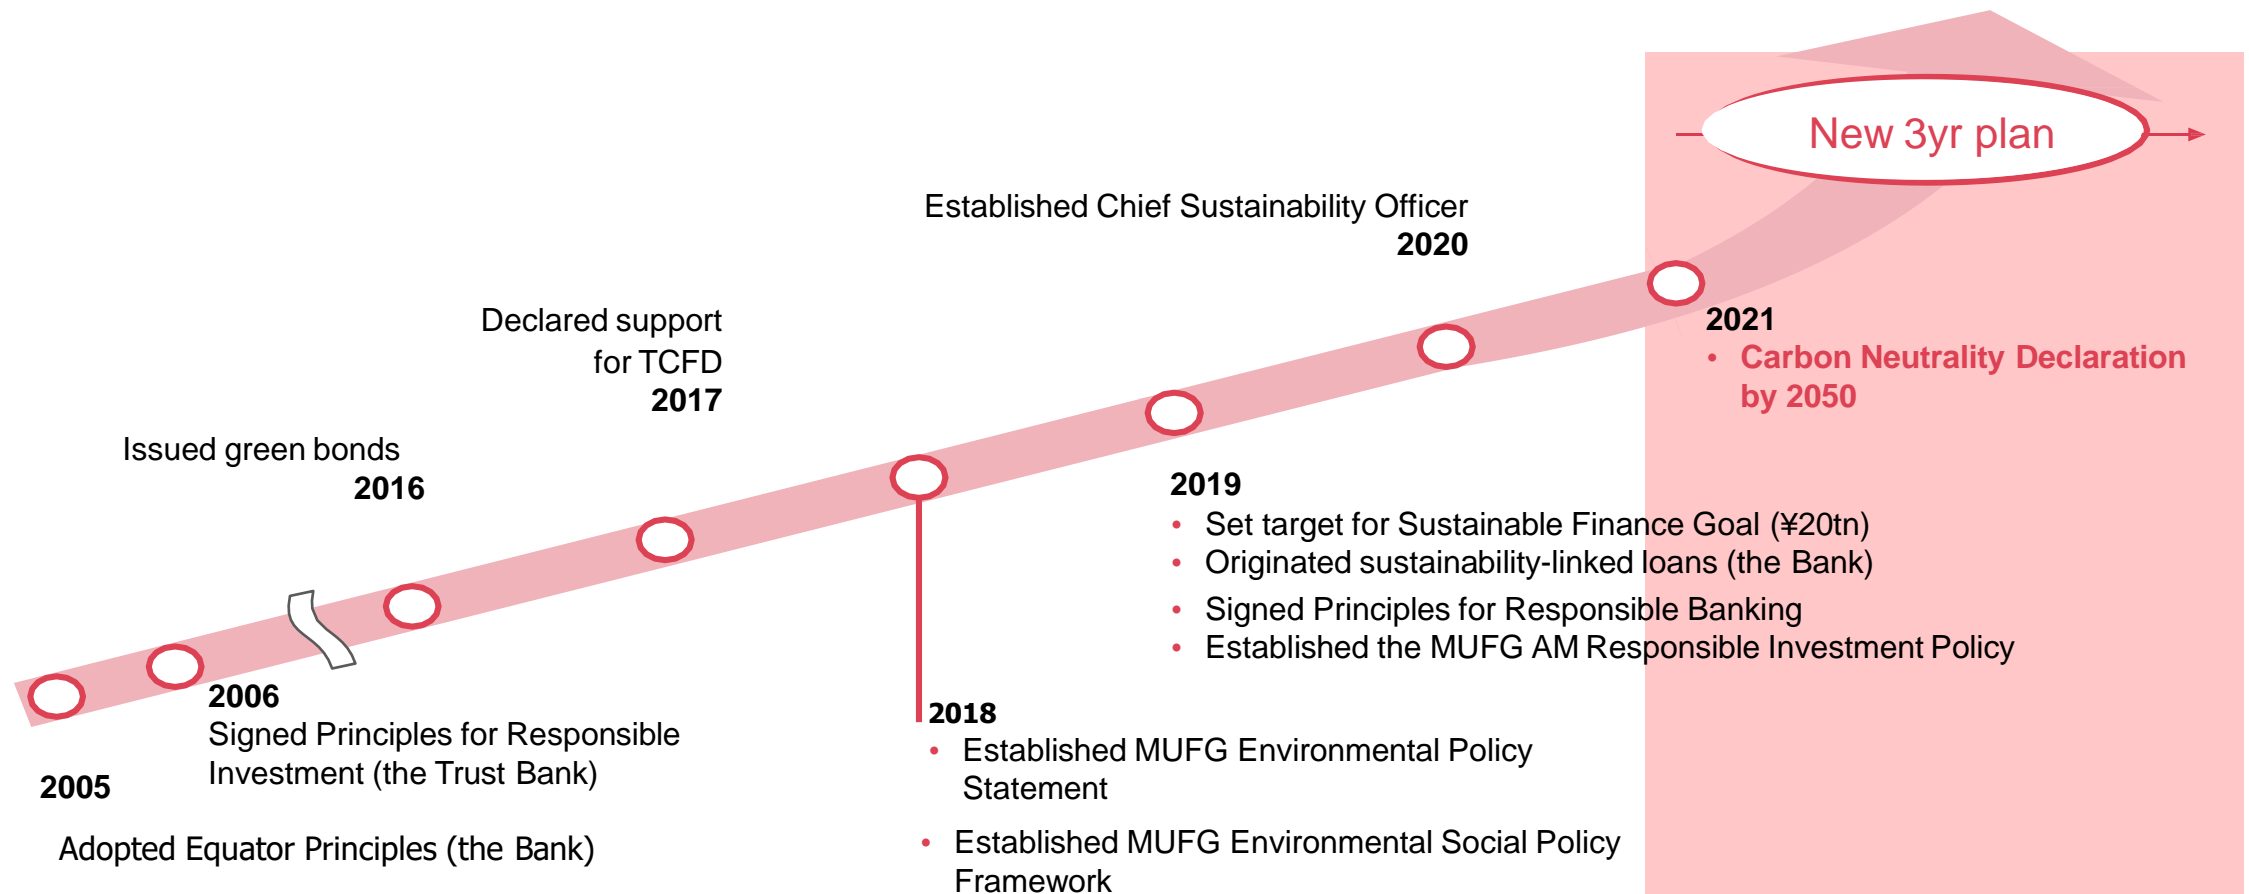 New 3yr plan
Established Chief Sustainability Officer
2020
Declared support
for TCFD
2017
2021
• Carbon Neutrality Declaration
by 2050
Issued green bonds
2016
2019
• Set target for Sustainable Finance Goal (¥20tn)
• Originated sustainability-linked loans (the Bank)
• Signed Principles for Responsible Banking
• Established the MUFG AM Responsible Investment Policy
2006
Signed Principles for Responsible
Investment (the Trust Bank)
2005
Adopted Equator Principles (the Bank)
2018
• Established MUFG Environmental Policy
Statement
• Established MUFG Environmental Social Policy
Framework